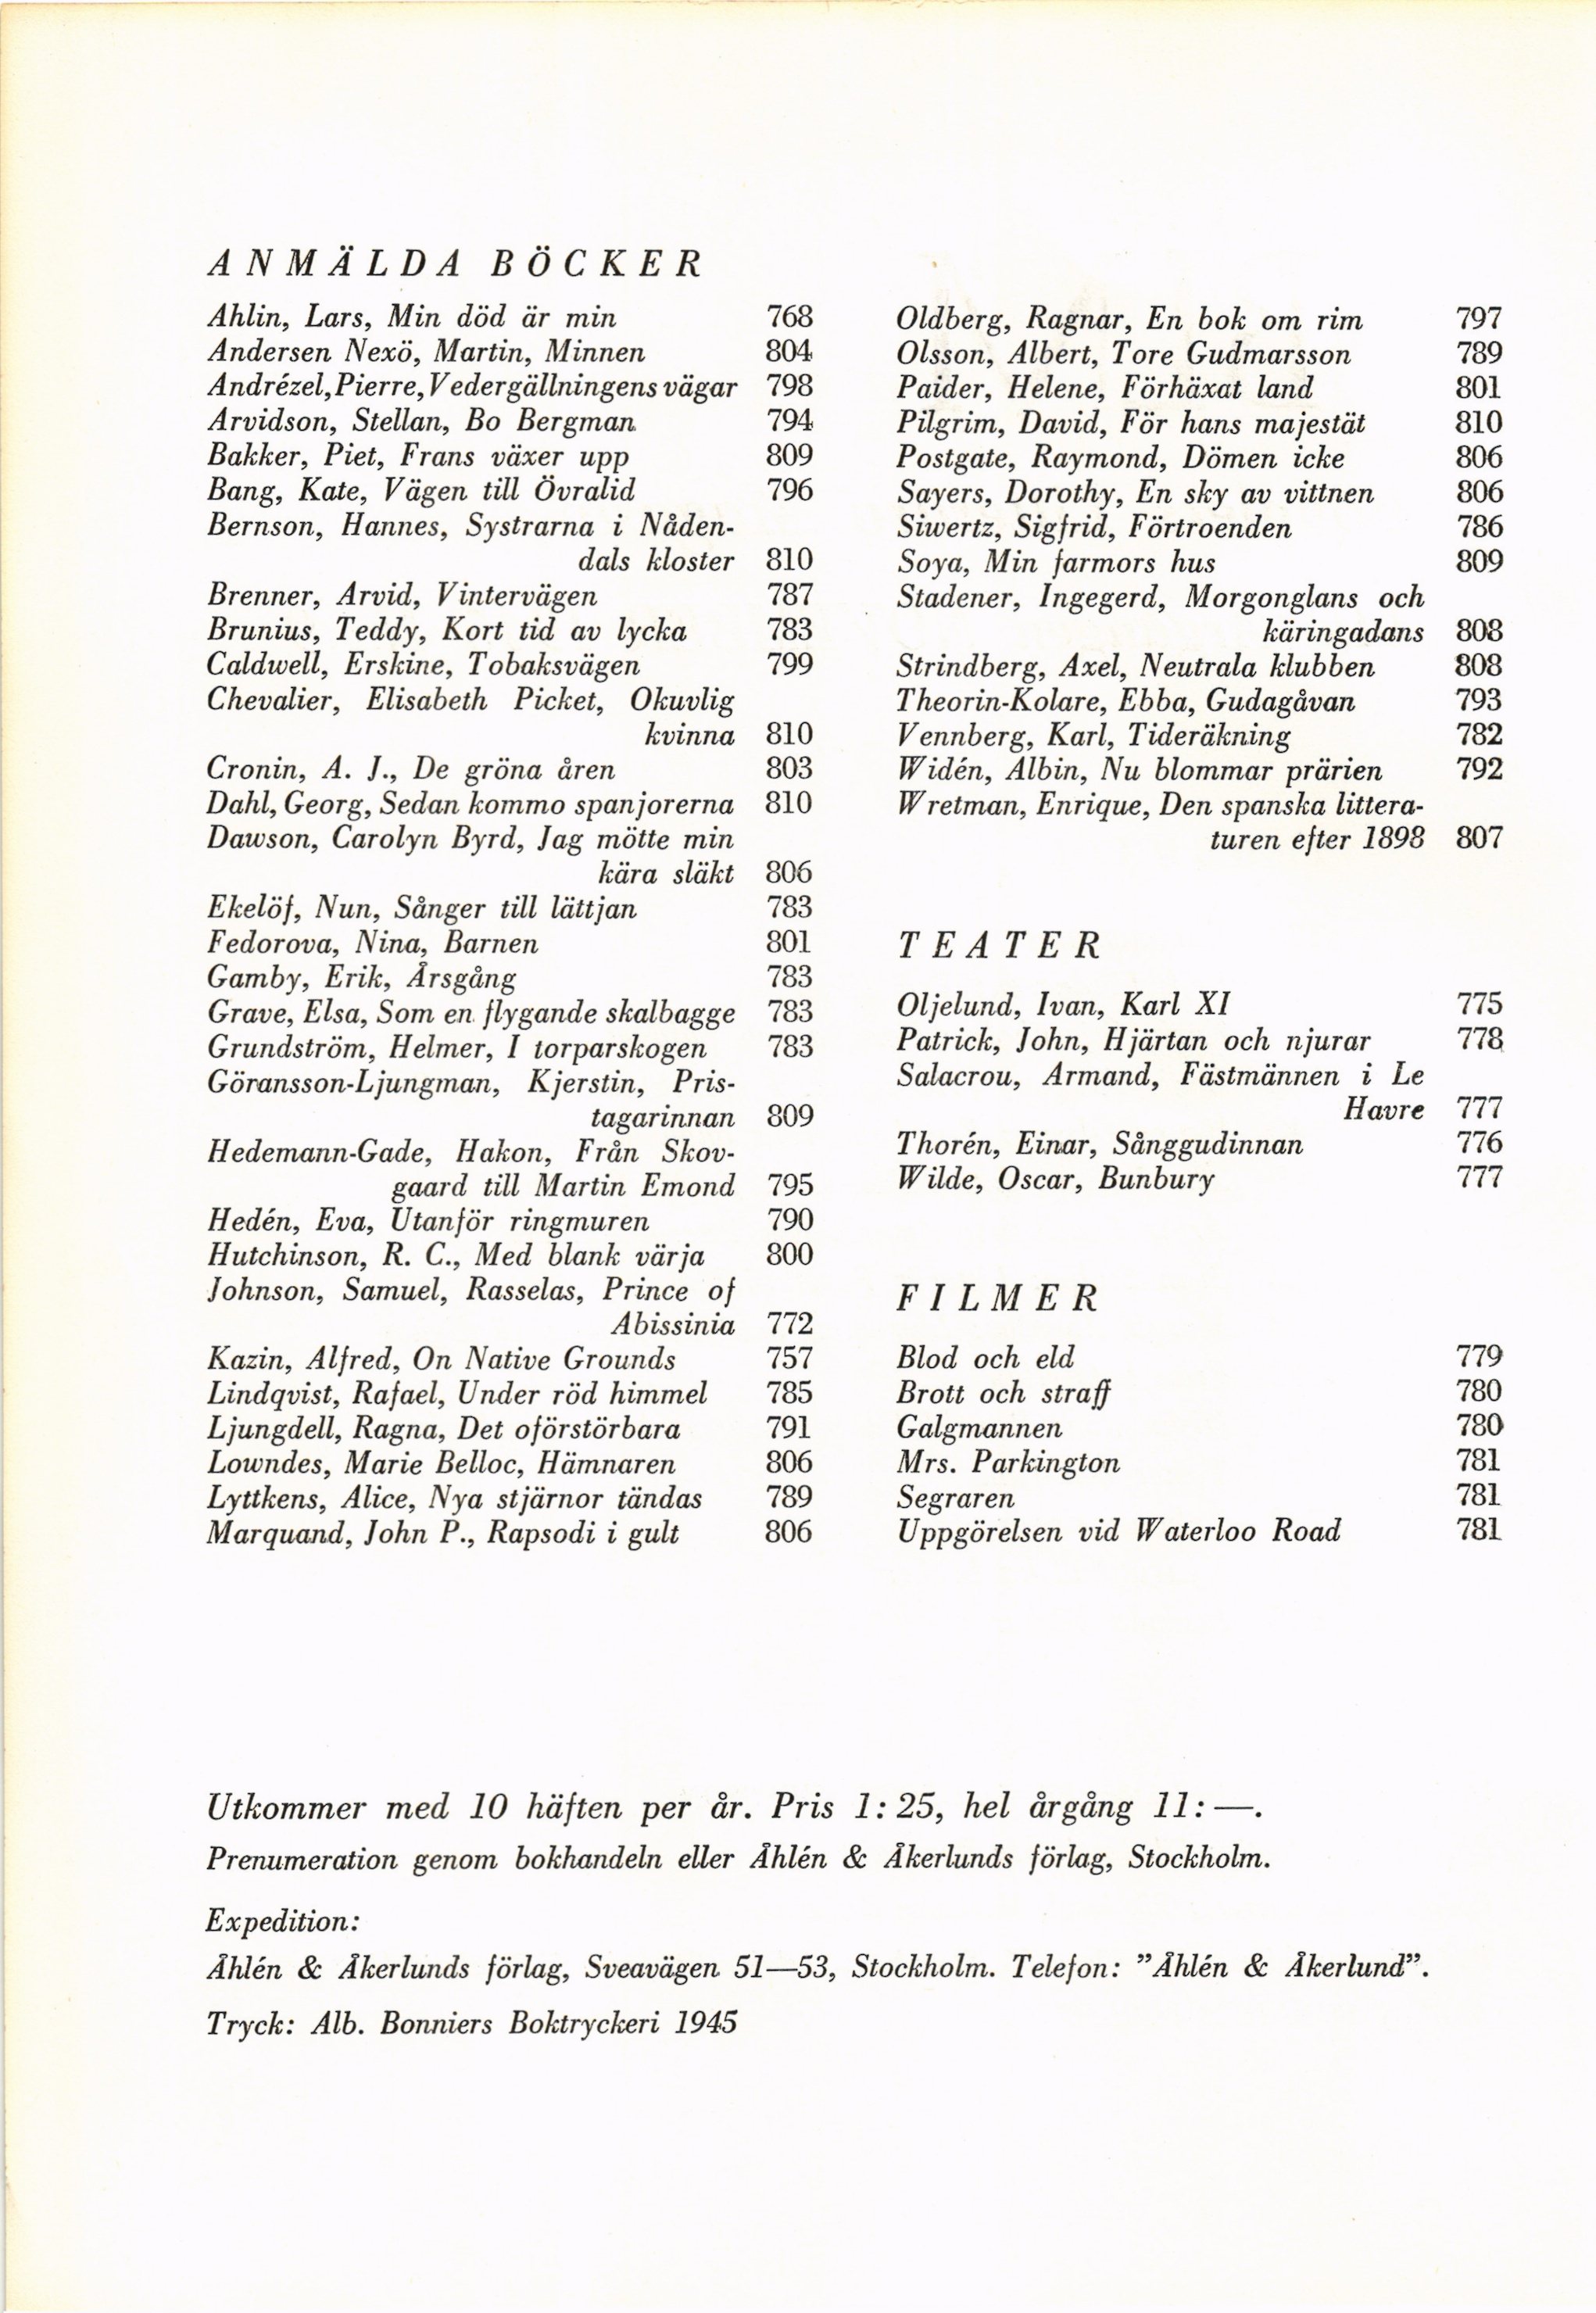 ANMÄLDA BÖCKER
Ahlin, Lars, Min död är min 768
Andersen Nexö, Martin, Minnen 804
Andrézel, Pierre, Vedergällningens vägar 798
Arvidson, Stellan, Bo Bergman 794
Bakker, Piet, Frans växer upp 809
Bang, Kate, Vägen till Övralid 796
Bernson, Hannes, Systrarna i Nåden-
dals kloster 810
Brenner, Arvid, Vintervägen 787
Brunius, Teddy, Kort tid av lycka 783
Caldwell, Erskine, Tobaksvägen 799
Chevalier, Elisabeth Picket, Okuvlig
kvinna 810
Cronin, A. J., De gröna åren 803
Dahl, Georg, Sedan kommo spanjorerna 810
Dawson, Carolyn Byrd, Jag mötte min
kära släkt 806
Ekelöf, Nun, Sånger till lättjan 783
Fedorova, Nina, Barnen 801
Gamby, Erik, Årsgång 783
Grave, Elsa, Som en flygande skalbagge 783
Grundström, Helmer, I torparskogen 783
Göransson-Ljungman, Kjerstin, Pris-
tagarinnan 809
Hedemann-Gade, Hakon, Från Skov-
gaard till Martin Emond 795
Hedén, Eva, Utanför ringmuren 790
Hutchinson, R. C., Med blank värja 800
Johnson, Samuel, Rasselas, Prince of
Abissinia 772
Kazin, Alfred, On Native Grounds 757
Lindqvist, Rafael, Under röd himmel 785
Ljungdell, Ragna, Det oförstörbara 791
Lowndes, Marie Belloc, Hämnaren 806
Lyttkens, Alice, Nya stjärnor tändas 789
Marquand, John P., Rapsodi i gult 806
Oldberg, Ragnar, En bok om rim 797
Olsson, Albert, Tore Gudmarsson 789
Paider, Helene, Förhäxat land 801
Pilgrim, David, För hans majestät 810
Postgate, Raymond, Dömen icke 806
Sayers, Dorothy, En sky av vittnen 806
Siwertz, Sigfrid, Förtroenden 786
Soya, Min farmors hus 809
Stadener, Ingegerd, Morgonglans och
käringadans 808
Strindberg, Axel, Neutrala klubben 808
Theorin-Kolare, Ebba, Gudagåvan 793
Vennberg, Karl, Tideräkning 782
Widén, Albin, Nu blommar prärien 792
Wretman, Enrique, Den spanska littera-
turen efter 1898 807
TEATER
Oljelund, Ivan, Karl XI 775
Patrick, John, Hjärtan och njurar 778
Salacrou, Armand, Fästmännen i Le
Havre 777
Thorén, Einar, Sånggudinnan 776
Wilde, Oscar, Bunbury 777
FILMER
Blod och eld 779
Brott och straff 780
Galgmannen 780
Mrs. Parkington 781
Segraren 781
Uppgörelsen vid Waterloo Road 781
Utkommer med 10 häften per år. Pris 1: 25, hel årgång 11: —.
Prenumeration genom bokhandeln eller Åhlén & Åkerlunds förlag, Stockholm.
Expedition:
Åhlén & Åkerlunds förlag, Sveavägen 51—53, Stockholm. Telefon: ”Åhlén & Åkerlund”.
Tryck: Alb. Bonniers Boktryckeri 1945